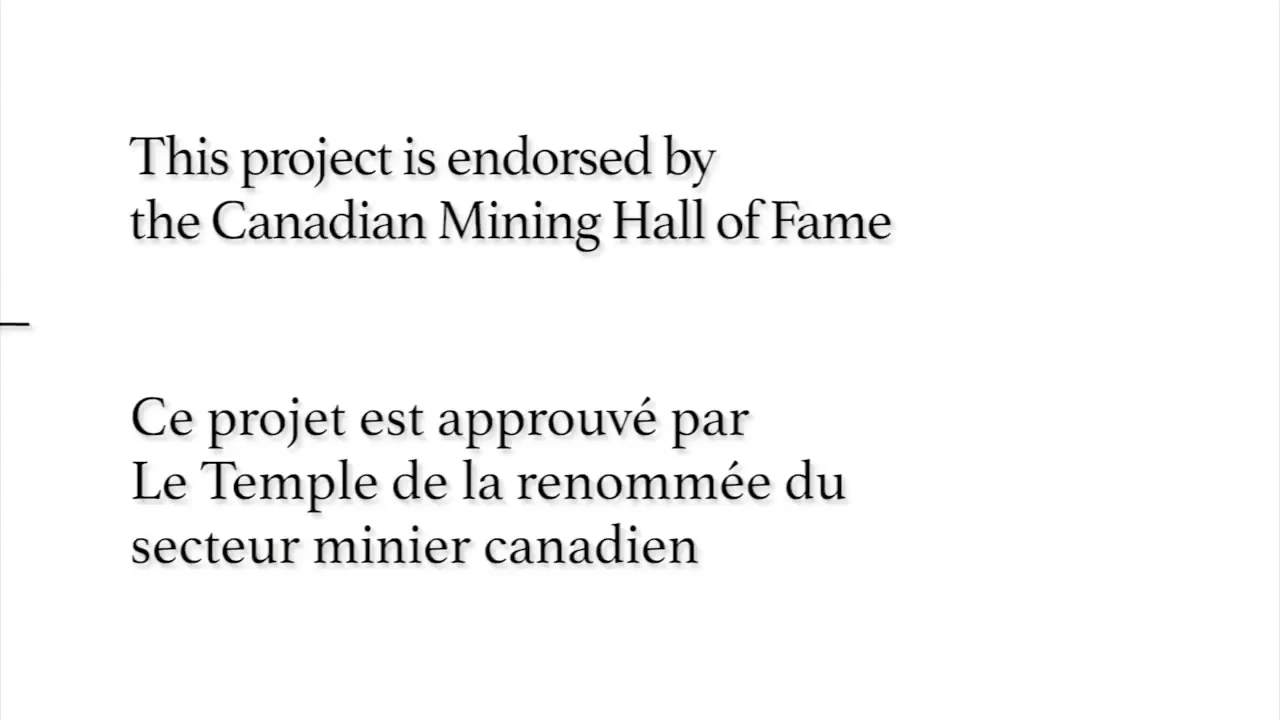 This project is endorsed by
the Canadian Mining Hall of Fame
Ce projet est approuvé par
Le Temple de la renommée du
secteur minier canadien